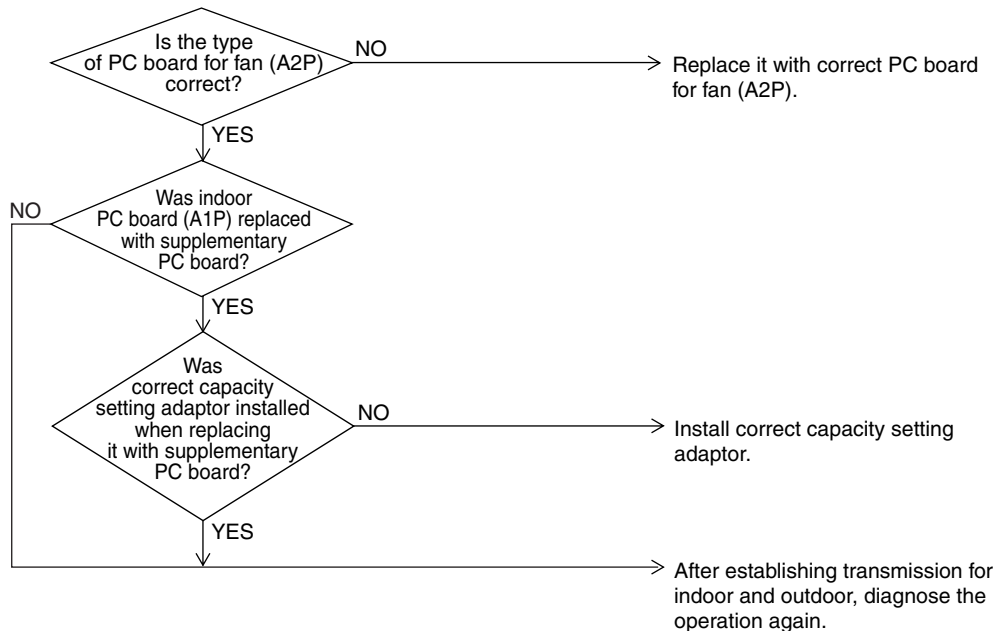 Is the type
of PC board for fan (A2P)
correct?
NO
Replace it with correct PC board
for fan (A2P).
YES
Was indoor
PC board (A1P) replaced
with supplementary
PC board?
NO
YES
Was
correct capacity
setting adaptor installed
when replacing
it with supplementary
PC board?
NO
Install correct capacity setting
adaptor.
YES
After establishing transmission for
indoor and outdoor, diagnose the
operation again.